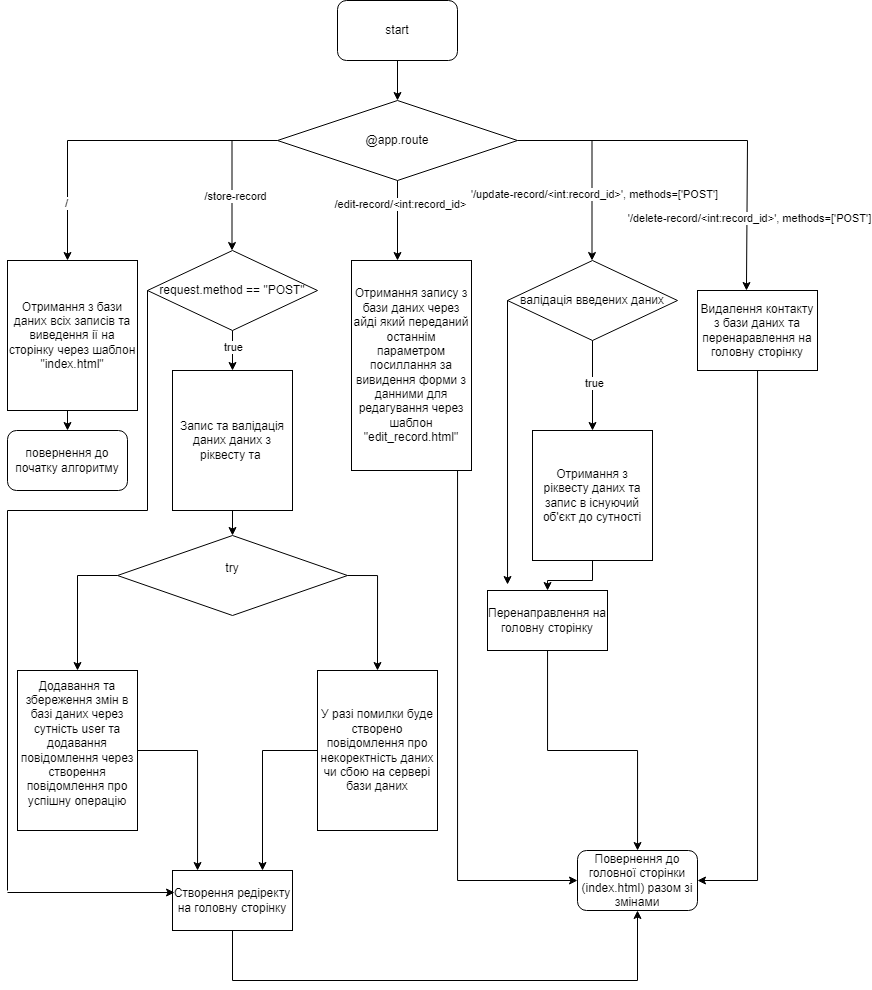 start
@app.route
/
/store-record
/edit-record/<int:record_id>
'/update-record/<int:record_id>', methods=['POST']
'/delete-record/<int:record_id>', methods=['POST']
Отримання з бази
даних всіх записів та
виведення її на
сторінку через шаблон
"index.html"
повернення до
початку алгоритму
request.method == "POST"
true
Запис та валідація
даних даних з
ріквесту та
try
Додавання та
збереження змін в
базі даних через
сутність user та
додавання
повідомлення через
створення
повідомлення про
успішну операцію
У разі помилки буде
створено
повідомлення про
некоректність даних
чи сбою на сервері
бази даних
Створення редіректу
на головну сторінку
Отримання запису з
бази даних через
айді який переданий
останнім
параметром
посиллання за
вивидення форми з
данними для
редагування через
шаблон
"edit_record.html"
валідація введених даних
true
Отримання з
ріквесту даних та
запис в існуючий
об'єкт до сутності
Перенаправлення на
головну сторінку
Видалення контакту
з бази даних та
перенаравлення на
головну сторінку
Повернення до
головної сторінки
(index.html) разом зі
змінами